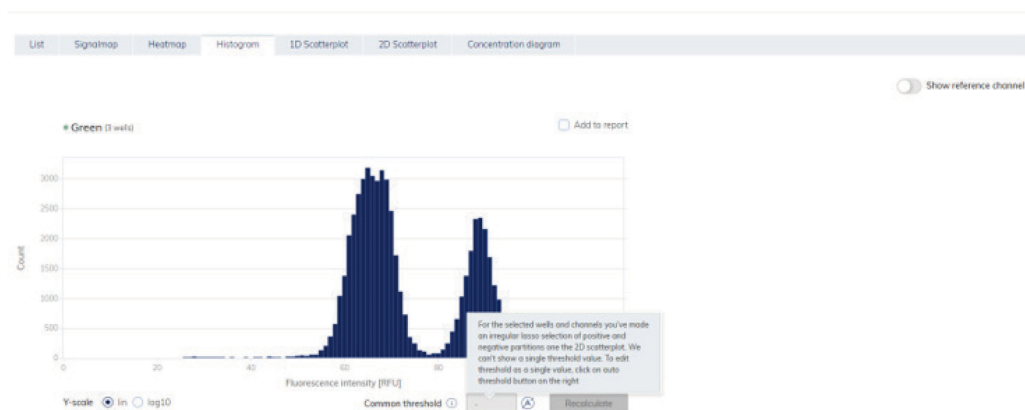 List Signalmap Heatmap Histogram 1D Scatterplot 2D Scatterplot Concentration diagram
Show reference channel
Green (3 wells) Add to report
3000
2500
2000
1500
1000
500
0
Count
0 20 40 60 80
Fluorescence intensity [RFU]
For the selected wells and channels you've made
an irregular lasso selection of positive and
negative partitions one the 2D scatterplot. We
can't show a single threshold value. To edit
threshold as a single value, click on auto
threshold button on the right
Y-scale lin log10 Common threshold - Recalculate